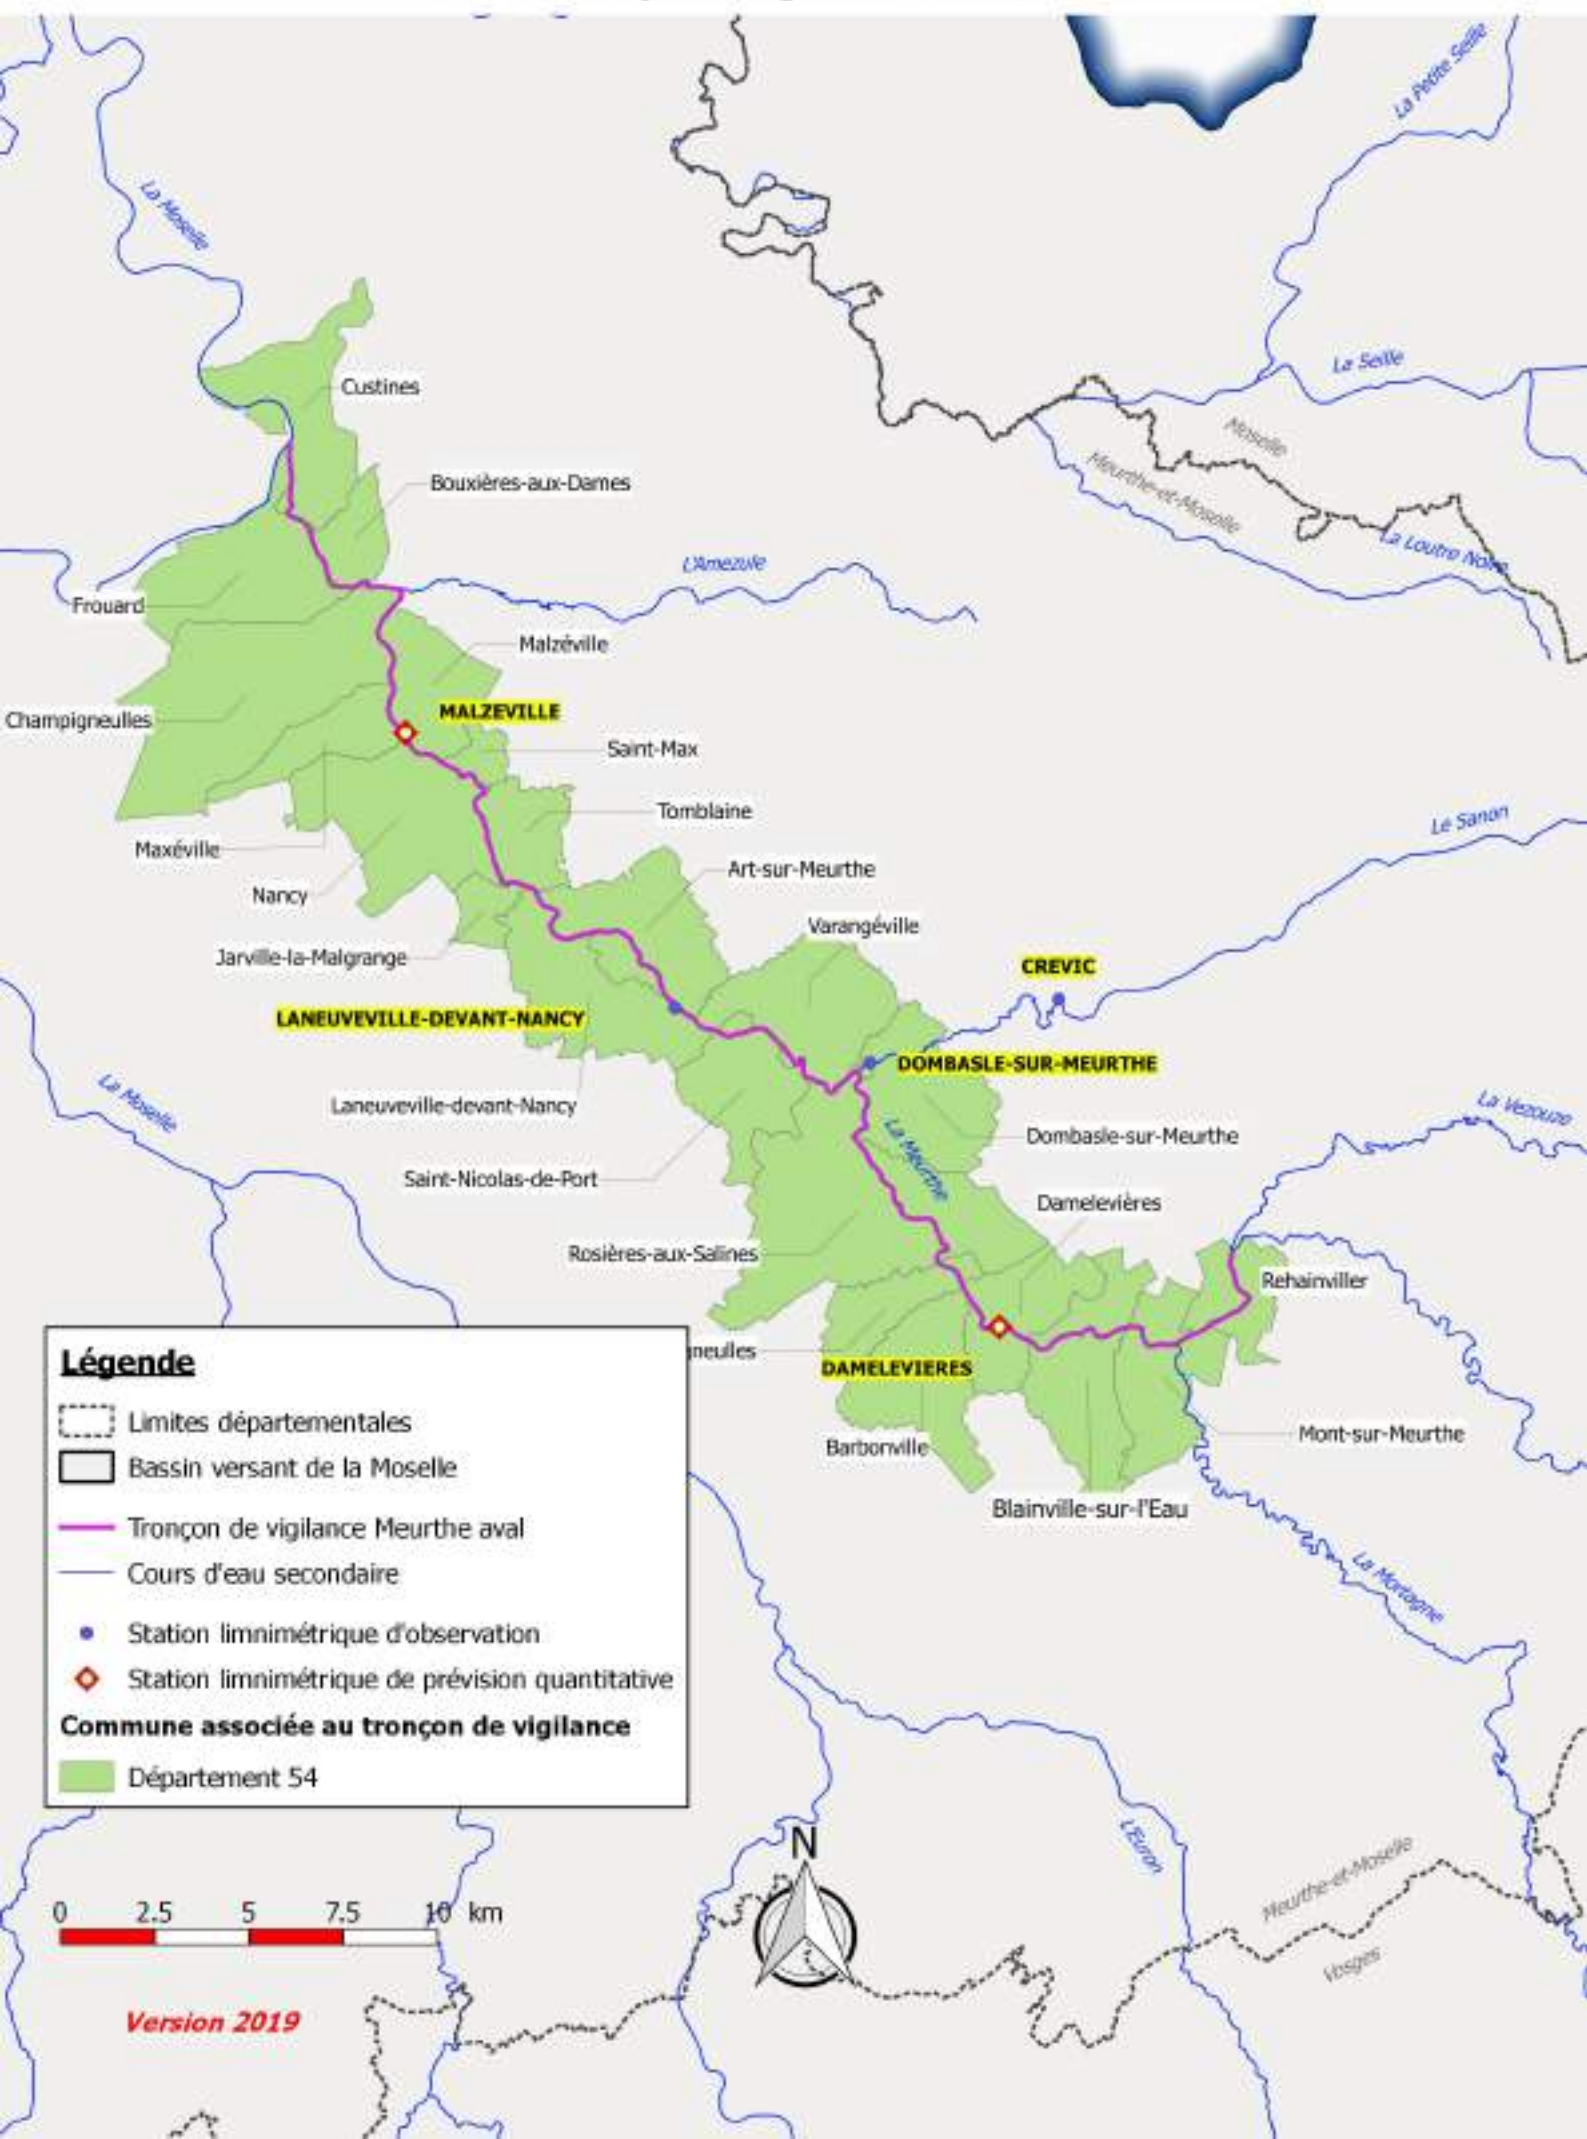 La Petite Seille
La Moselle
La Seille
Custines
Moselle
Meurthe-et-Moselle
Bouxières-aux-Dames
La Loutre Noire
L'Amezule
Frouard
Malzéville
MALZEVILLE
Champigneulles
Saint-Max
Tomblaine
Le Sanon
Maxéville
Art-sur-Meurthe
Nancy
Varangéville
Jarville-la-Malgrange
CREVIC
LANEUVEVILLE-DEVANT-NANCY
DOMBASLE-SUR-MEURTHE
La Moselle
Laneuveville-devant-Nancy
La Vezouze
Dombasle-sur-Meurthe
La Meurthe
Saint-Nicolas-de-Port
Damelevières
Rosières-aux-Salines
Rehainviller
gneulles
DAMELEVIERES
Mont-sur-Meurthe
Barbonville
Blainville-sur-l'Eau
La Mortagne
Légende
Limites départementales
Bassin versant de la Moselle
Tronçon de vigilance Meurthe aval
Cours d'eau secondaire
Station limnimétrique d'observation
Station limnimétrique de prévision quantitative
Commune associée au tronçon de vigilance
Département 54
L'Euron
N
Meurthe-et-Moselle
Vosges
0 2.5 5 7.5 10 km
Version 2019